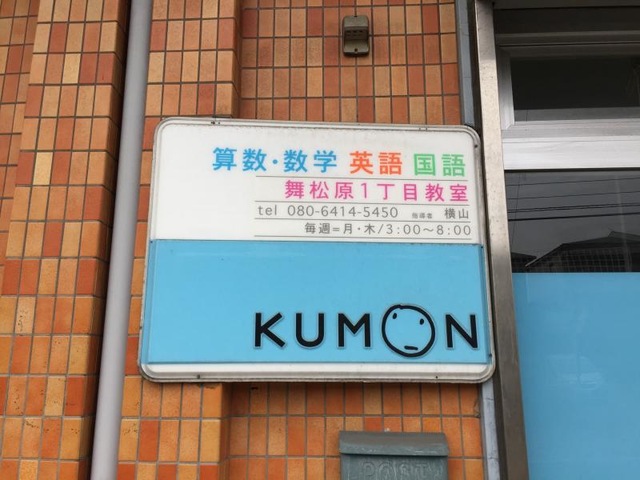 算数・数学 英語 国語
舞松原1丁目教室
tel 080-6414-5450 指導者 横山
毎週=月・木/3:00〜8:00
KUMON
POST